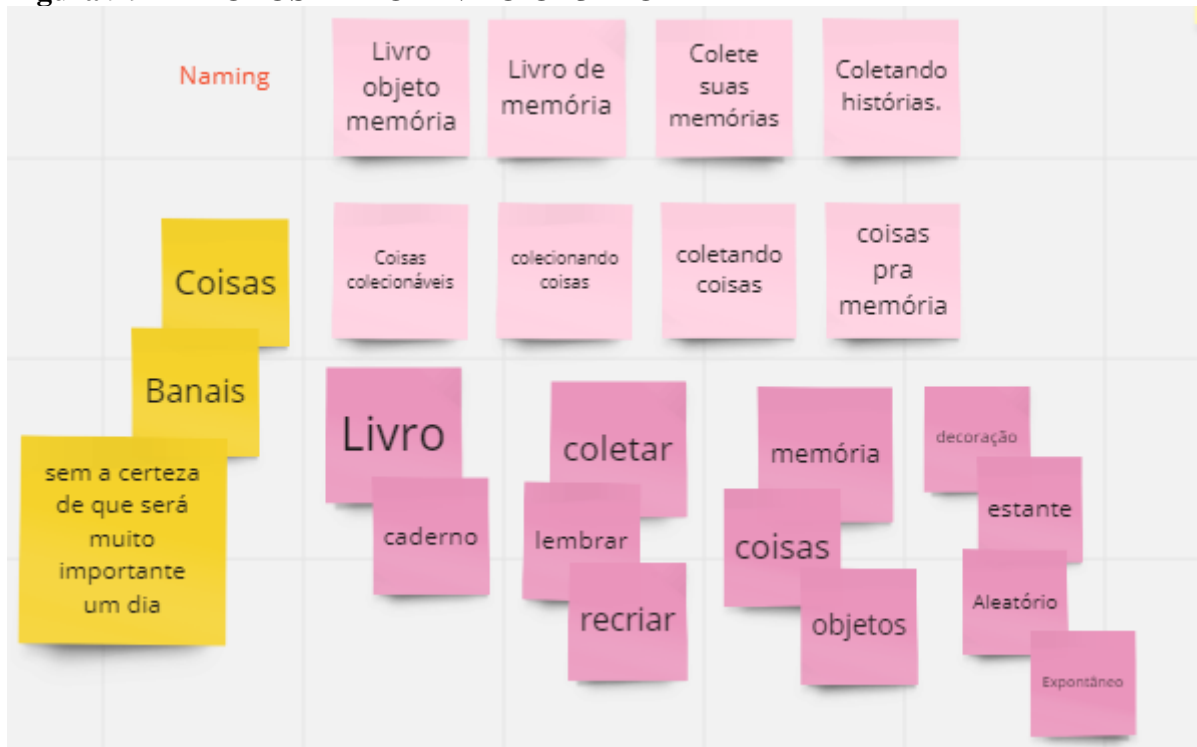 Naming
Livro
objeto
memória
Livro de
memória
Colete
suas
memórias
Coletando
histórias.
Coisas
colecionáveis
colecionando
coisas
coletando
coisas
coisas
pra
memória
Coisas
Banais
sem a certeza
de que será
muito
importante
um dia
Livro
caderno
coletar
lembrar
recriar
memória
coisas
objetos
decoração
estante
Aleatório
Expontâneo